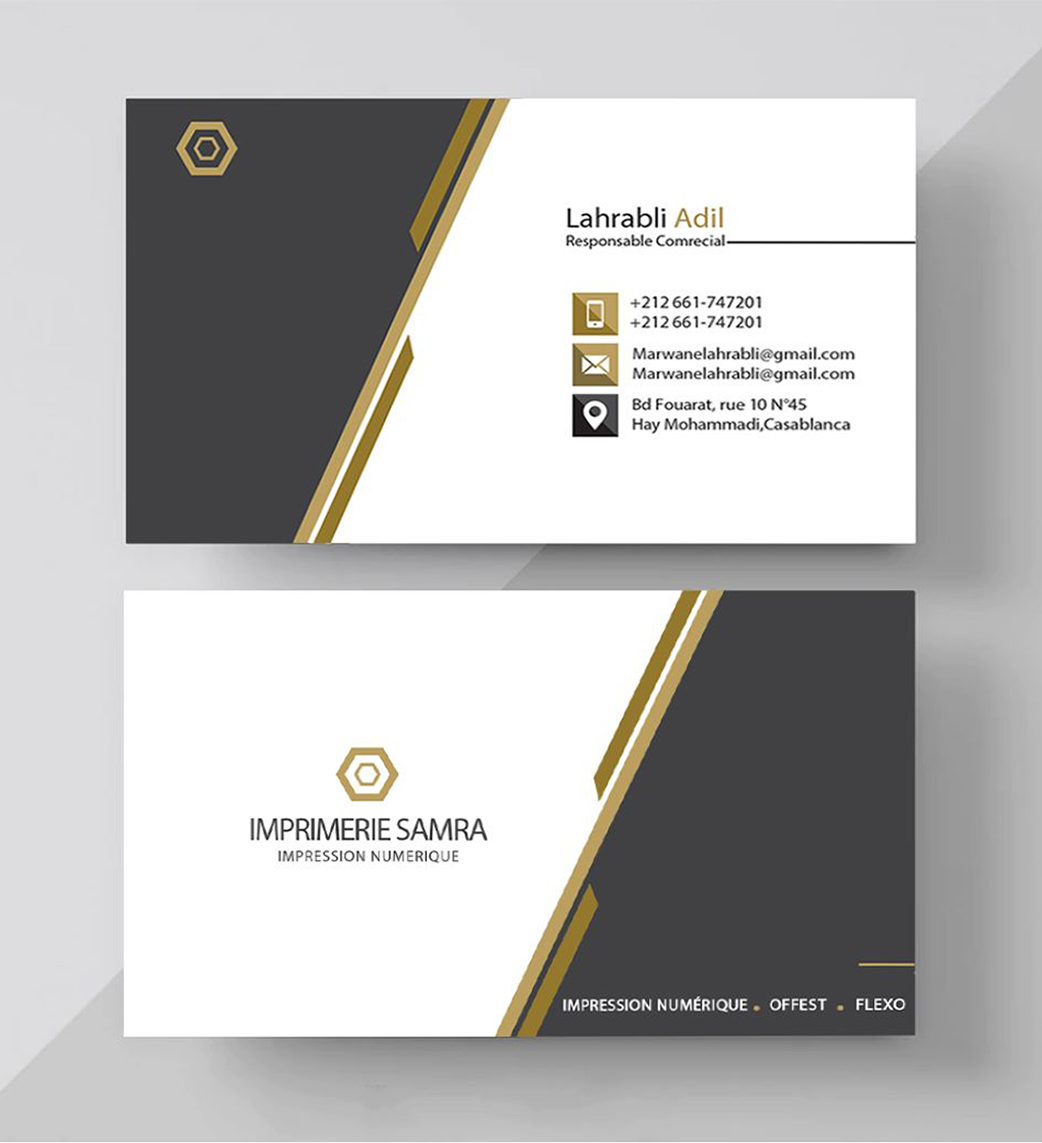 Lahrabli Adil
Responsable Comrecial
+212 661-747201
+212 661-747201
Marwanelahrabli@gmail.com
Marwanelahrabli@gmail.com
Bd Fouarat, rue 10 N°45
Hay Mohammadi,Casablanca
IMPRIMERIE SAMRA
IMPRESSION NUMERIQUE
IMPRESSION NUMÉRIQUE . OFFEST . FLEXO